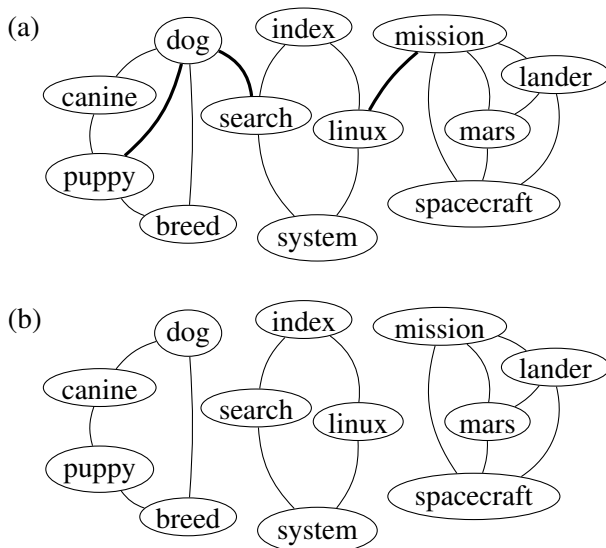 (a)
dog
index
mission
lander
canine
search
linux
mars
puppy
spacecraft
breed
system
(b)
dog
index
mission
lander
canine
search
linux
mars
puppy
spacecraft
breed
system